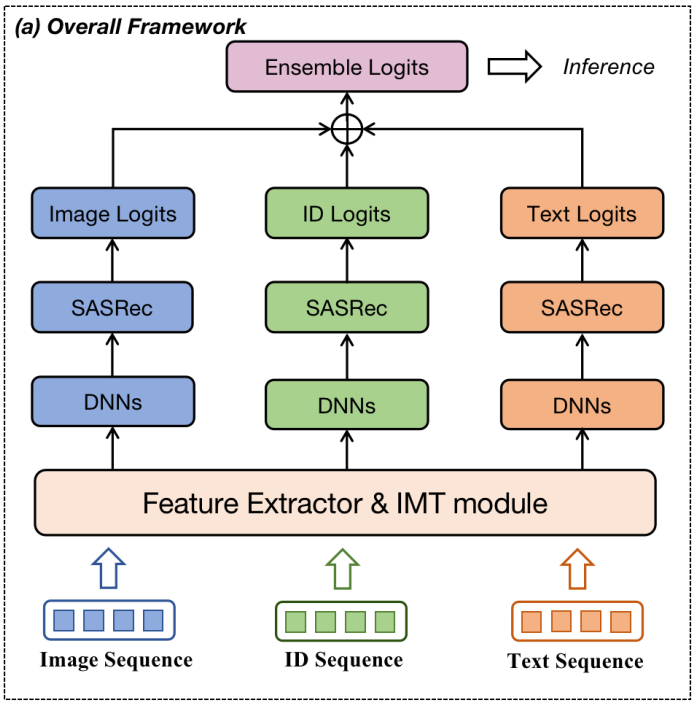 (a) Overall Framework
Ensemble Logits
Inference
Image Logits
ID Logits
Text Logits
SASRec
SASRec
SASRec
DNNs
DNNs
DNNs
Feature Extractor & IMT module
Image Sequence
ID Sequence
Text Sequence